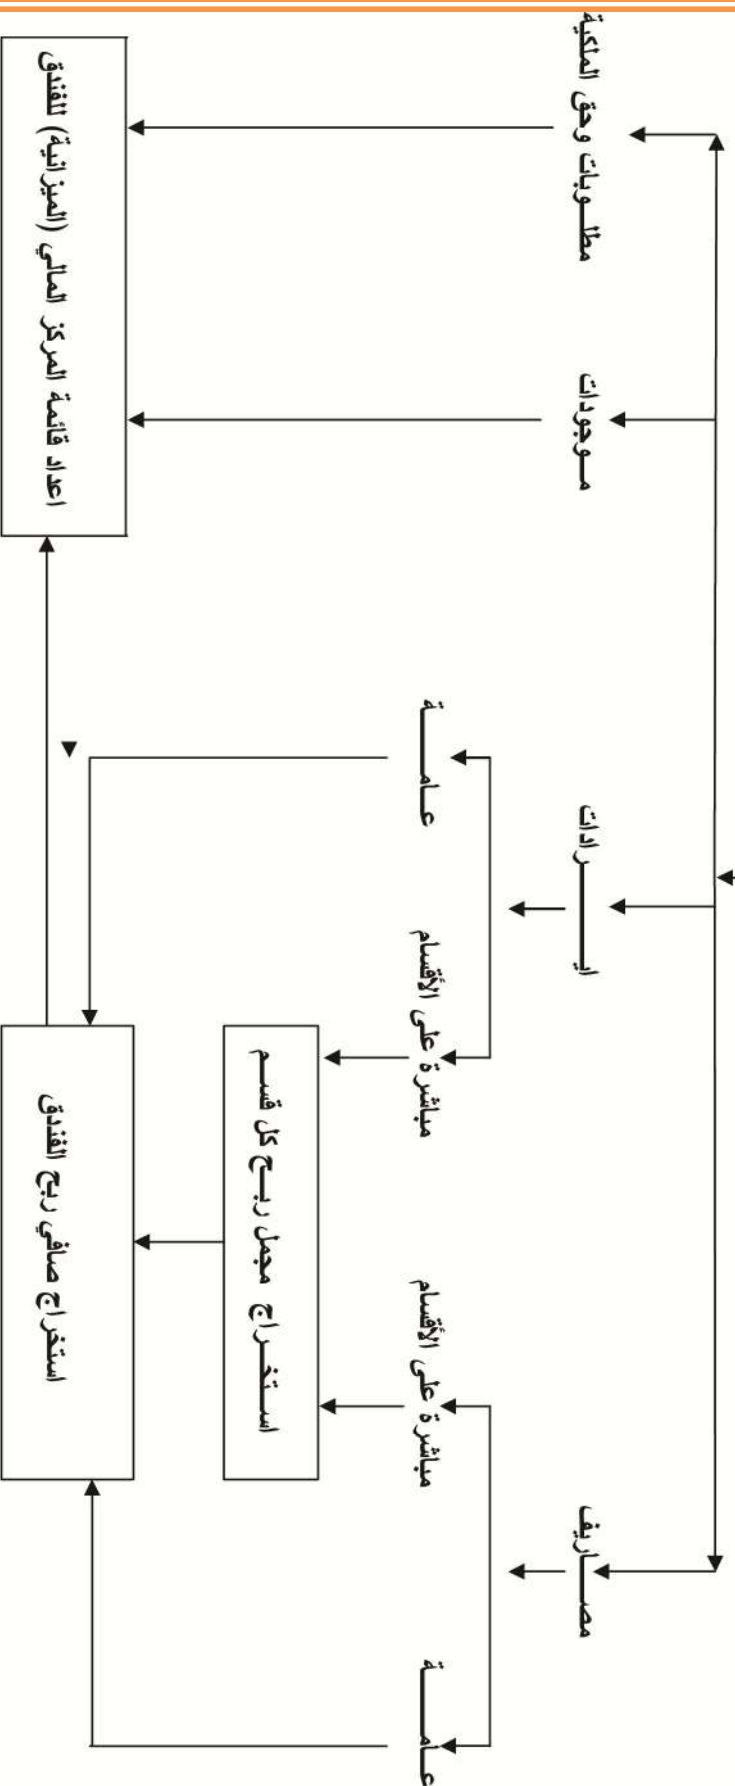 مصاريف
ايرادات
موجودات
مطلوبات وحق الملكية
عامة
مباشرة على الأقسام
مباشرة على الأقسام
عامة
استخراج مجمل ربح كل قسم
استخراج صافي ربح الفندق
اعداد قائمة المركز المالي (الميزانية) للفندق